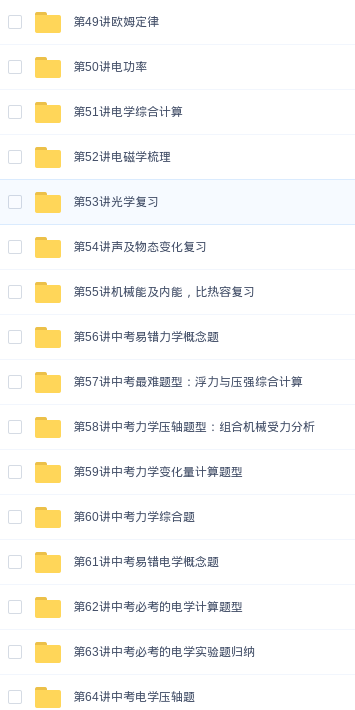 第49讲欧姆定律
第50讲电功率
第51讲电学综合计算
第52讲电磁学梳理
第53讲光学复习
第54讲声及物态变化复习
第55讲机械能及内能，比热容复习
第56讲中考易错力学概念题
第57讲中考最难题型：浮力与压强综合计算
第58讲中考力学压轴题型：组合机械受力分析
第59讲中考力学变化量计算题型
第60讲中考力学综合题
第61讲中考易错电学概念题
第62讲中考必考的电学计算题型
第63讲中考必考的电学实验题归纳
第64讲中考电学压轴题